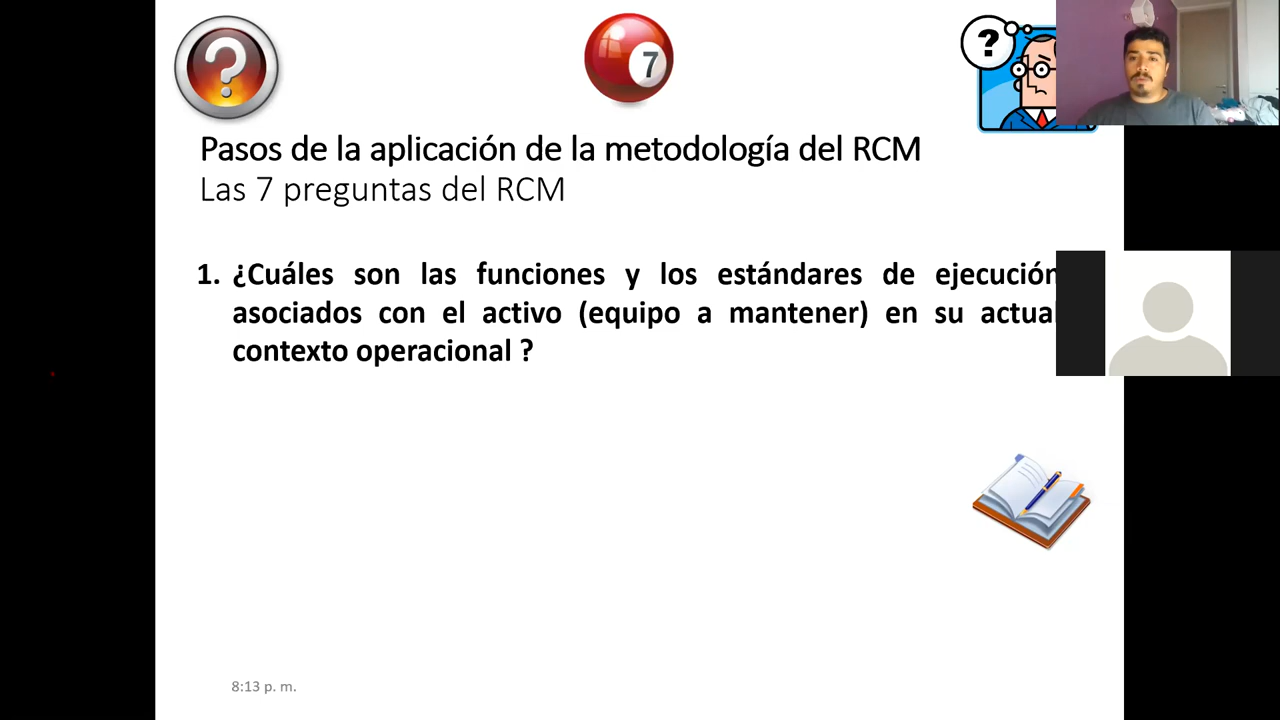 7
Pasos de la aplicación de la metodología del RCM
Las 7 preguntas del RCM
1. ¿Cuáles son las funciones y los estándares de ejecución
asociados con el activo (equipo a mantener) en su actual
contexto operacional ?
8:13 p. m.